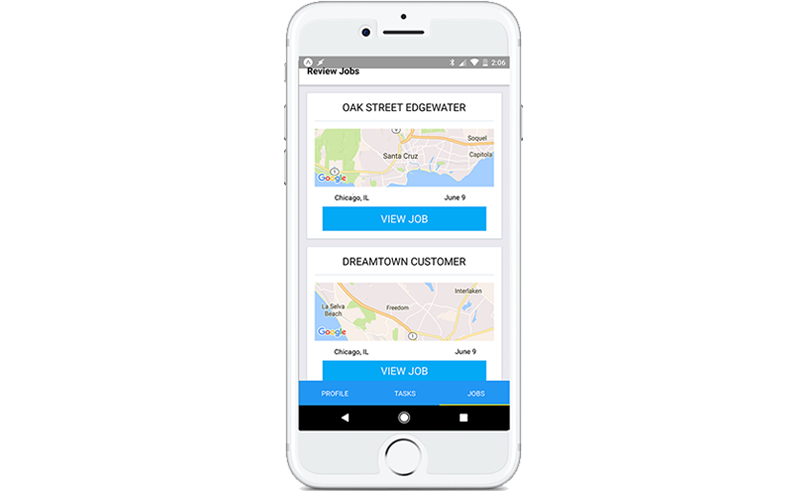 2:06
Review Jobs
OAK STREET EDGEWATER
1
Soquel
Santa Cruz
Capitola
1
Google
Chicago, IL June 9
VIEW JOB
DREAMTOWN CUSTOMER
Interlaken
La Selva
Beach
Freedom
Google
1
Chicago, IL June 9
VIEW JOB
PROFILE TASKS JOBS